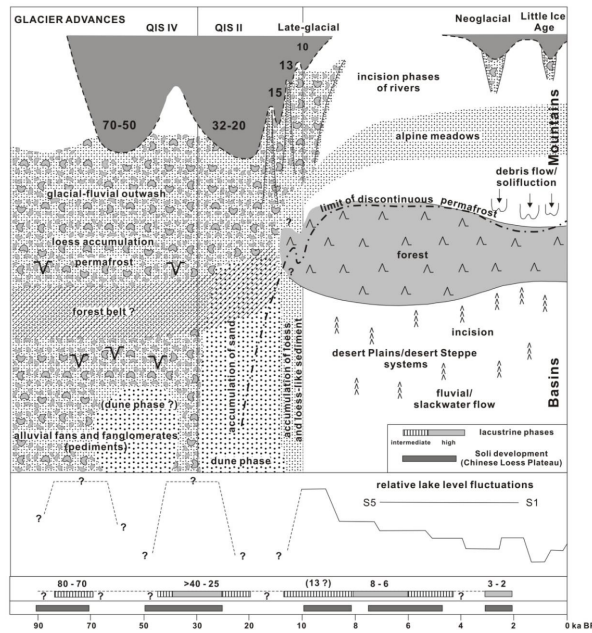 GLACIER ADVANCES
QIS IV
QIS II
Late-glacial
Neoglacial
Little Ice
Age
10
13
15
70-50
32-20
incision phases
of rivers
Mountains
alpine meadows
glacial-fluvial outwash
debris flow/
solifluction
limit of discontinuous permafrost
?
loess accumulation
permafrost
forest
?
forest belt ?
incision
accumulation of sand
accumulation of loess
and loess-like sediment
desert Plains/desert Steppe
systems
Basins
(dune phase ?)
fluvial/
slackwater flow
alluvial fans and fanglomerates
(pediments)
dune phase
lacustrine phases
intermediate
high
Soli development
(Chinese Loess Plateau)
?
?
relative lake level fluctuations
S5
S1
?
?
?
?
?
80 - 70
>40 - 25
(13 ?)
8 - 6
3 - 2
?
?
?
?
?
90
80
70
60
50
40
30
20
10
4
2
0 ka BP